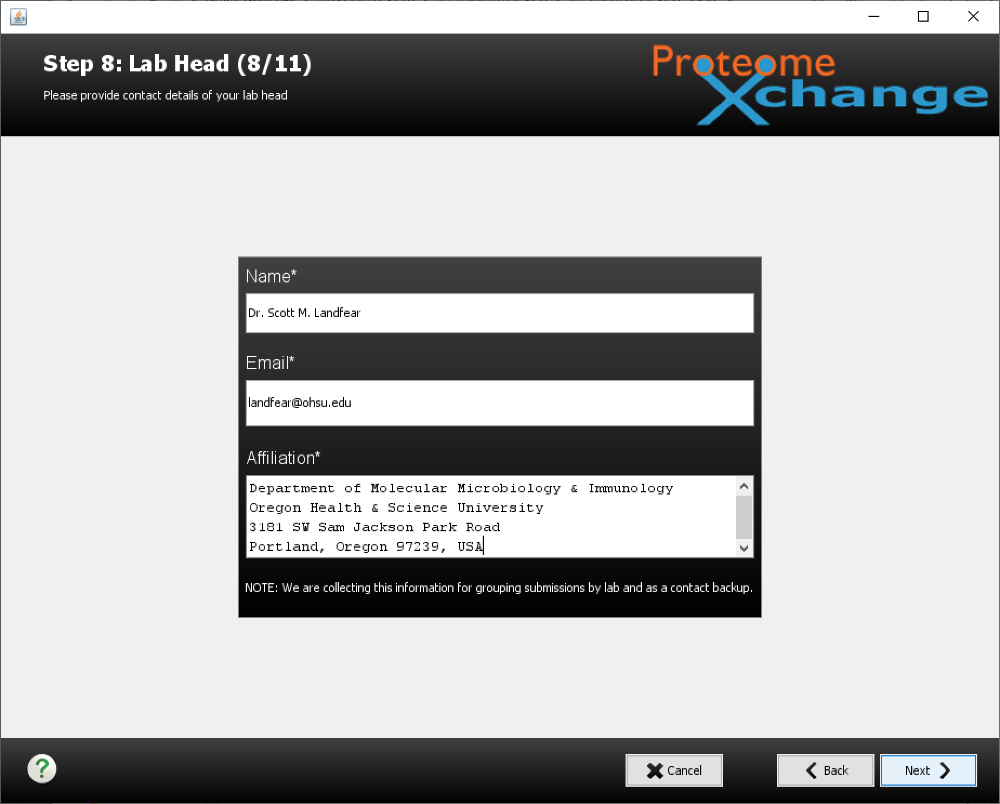 Step 8: Lab Head (8/11)
Please provide contact details of your lab head
Proteome
Xchange
Name*
Dr. Scott M. Landfear
Email*
landfear@ohsu.edu
Affiliation*
Department of Molecular Microbiology & Immunology
Oregon Health & Science University
3181 SW Sam Jackson Park Road
Portland, Oregon 97239, USA
NOTE: We are collecting this information for grouping submissions by lab and as a contact backup.
?
Cancel
Back
Next